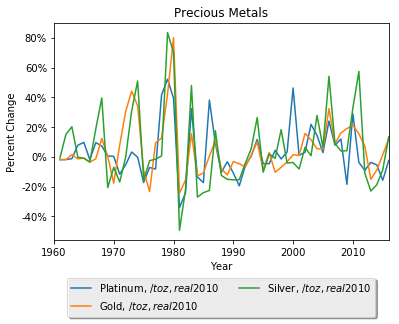 Precious Metals
80%
60%
40%
20%
0%
-20%
-40%
Percent Change
1960 1970 1980 1990 2000 2010
Year
Platinum, /toz, real2010 Silver, /toz, real2010
Gold, /toz, real2010